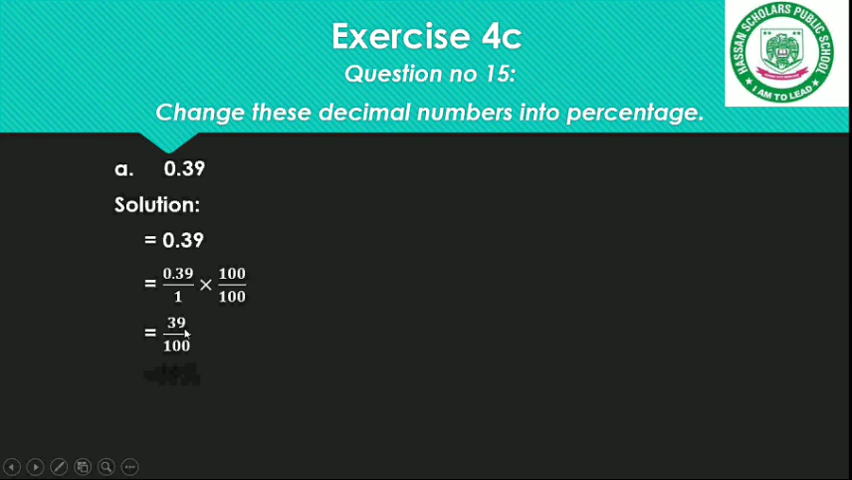 Exercise 4c
Question no 15:
Change these decimal numbers into percentage.
HASSAN SCHOLARS PUBLIC SCHOOL
I AM TO LEAD
a. 0.39
Solution:
= 0.39
= 0.39/1 × 100/100
= 39/100